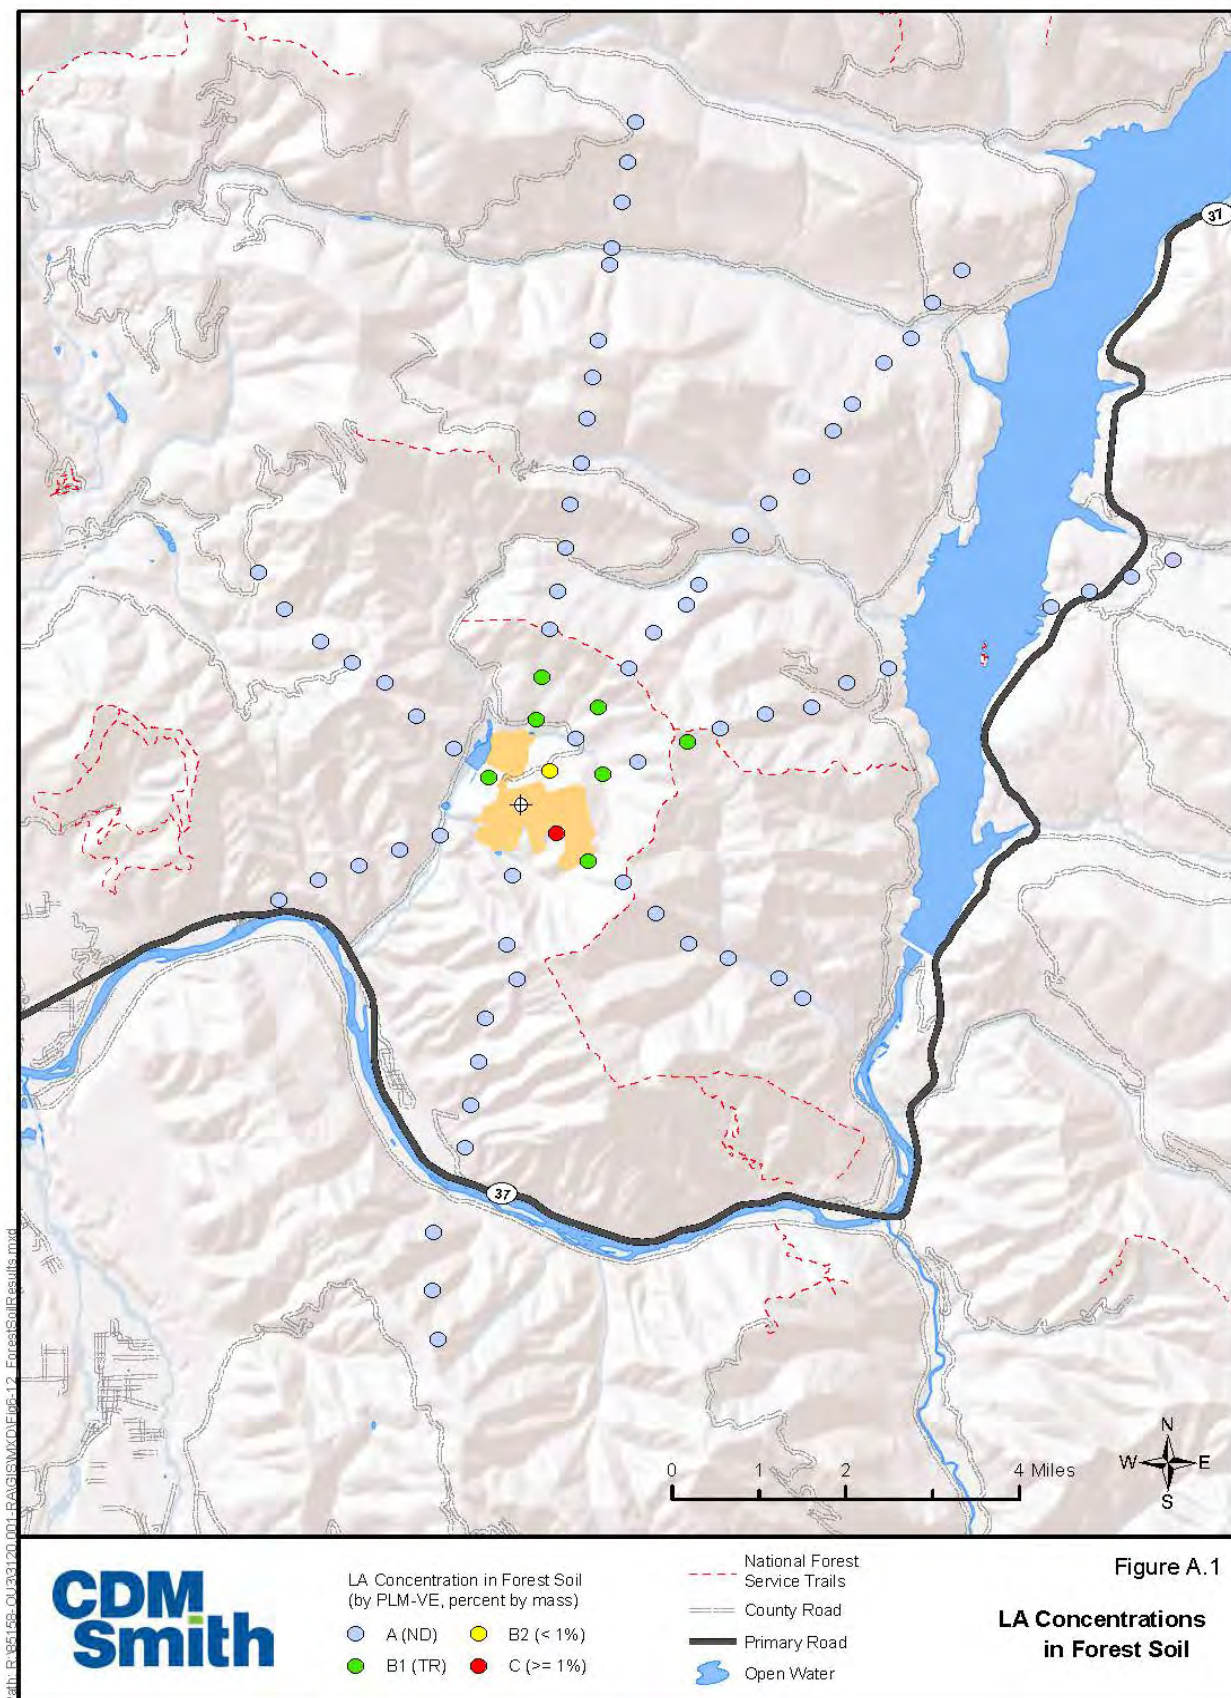 37
37
0 1 2 4 Miles
N
W E
S
Path: R:\85158-OU3\3120.001-RA\GIS\MXD\Fig6-12_ForestSoilResults.mxd
CDM
Smith
LA Concentration in Forest Soil
(by PLM-VE, percent by mass)
A (ND)
B2 (< 1%)
B1 (TR)
C (>= 1%)
National Forest
Service Trails
County Road
Primary Road
Open Water
Figure A.1
LA Concentrations
in Forest Soil